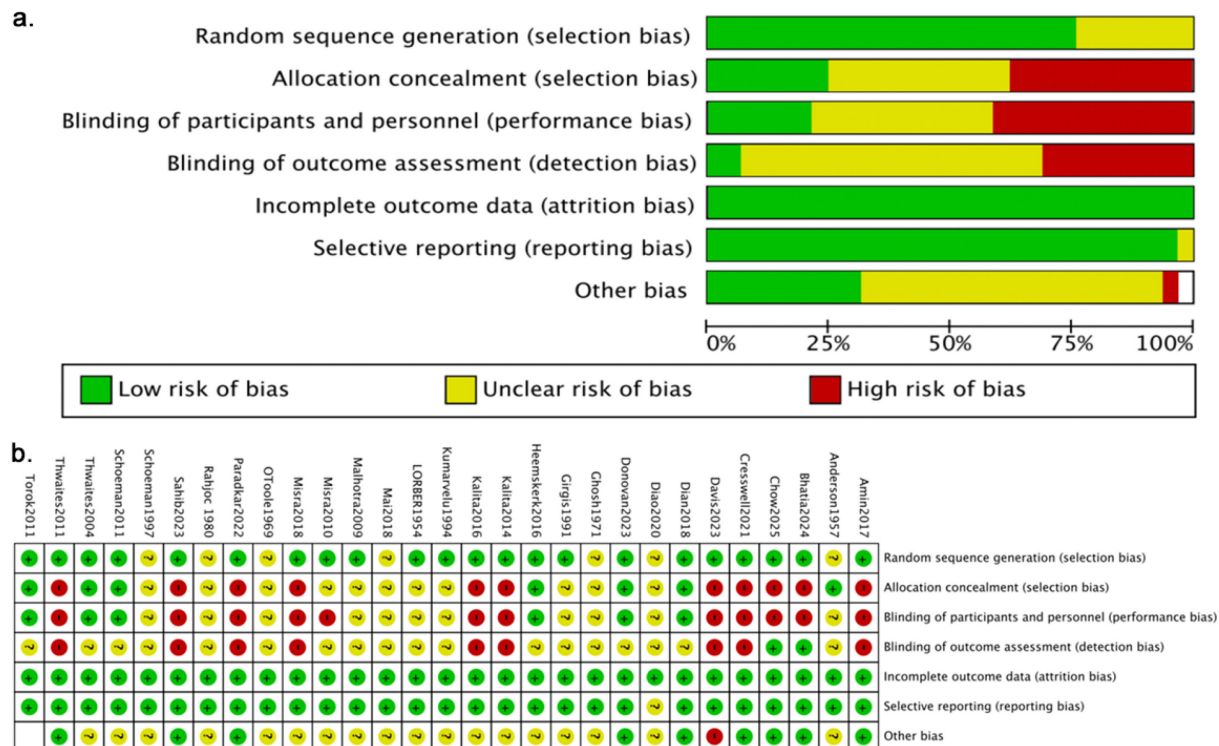 a.
Random sequence generation (selection bias)
Allocation concealment (selection bias)
Blinding of participants and personnel (performance bias)
Blinding of outcome assessment (detection bias)
Incomplete outcome data (attrition bias)
Selective reporting (reporting bias)
Other bias
0% 25% 50% 75% 100%
Low risk of bias Unclear risk of bias High risk of bias
b.
Torok2011
Thwaites2011
Thwaites2004
Schoeman2011
Schoeman1997
Sahib2023
Rahjoc 1980
Paradkar2022
OToole1969
Misra2018
Misra2010
Malhotra2009
Mai2018
LORBER1954
Kumarvelu1994
Kalita2016
Kalita2014
Heemskerk2016
Girgis1991
Ghosh1971
Donovan2023
Diao2020
Dian2018
Davis2023
Cresswell2021
Chow2025
Bhatia2024
Anderson1957
Amin2017
+ + + + ? + ? + ? + + + ? + + + + + + ? + ? + + + + + ? + Random sequence generation (selection bias)
+ - + + ? - ? - ? - ? ? ? ? ? - - + ? ? + ? + - - - - + - Allocation concealment (selection bias)
+ - + + ? - ? - ? - - ? ? ? ? - - + ? ? + ? + - - - - ? - Blinding of participants and personnel (performance bias)
? - ? ? ? - ? - ? - ? ? ? ? ? - - ? ? ? ? ? ? - - + + ? - Blinding of outcome assessment (detection bias)
+ + + + + + + + + + + + + + + + + + + + + + + + + + + + + Incomplete outcome data (attrition bias)
+ + + + + + + + + + + + + + + + + + + + + ? + + + + + + + Selective reporting (reporting bias)
+ ? ? ? + ? + ? ? ? ? ? ? ? ? ? ? ? ? + ? + - + + + ? + Other bias